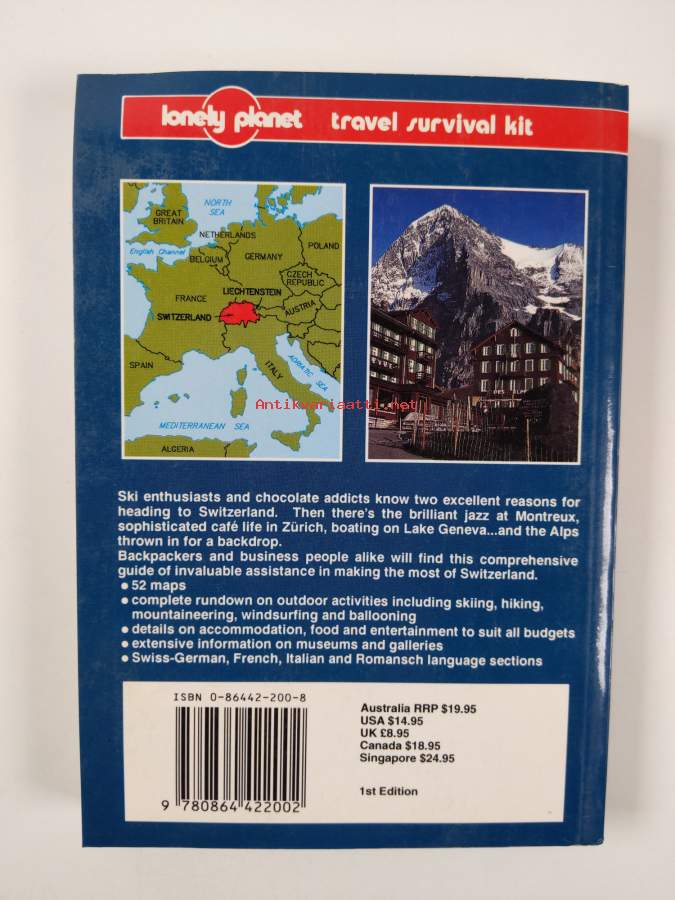 lonely planet travel survival kit
NORTH
SEA
GREAT
BRITAIN
NETHERLANDS
POLAND
English Channel
BELGIUM
GERMANY
CZECH
REPUBLIC
LIECHTENSTEIN
FRANCE
AUSTRIA
SWITZERLAND
SPAIN
ITALY
ADRIATIC SEA
MEDITERRANEAN SEA
ALGERIA
Antikvariaatti.net
Ski enthusiasts and chocolate addicts know two excellent reasons for
heading to Switzerland. Then there's the brilliant jazz at Montreux,
sophisticated café life in Zürich, boating on Lake Geneva...and the Alps
thrown in for a backdrop.
Backpackers and business people alike will find this comprehensive
guide of invaluable assistance in making the most of Switzerland.
● 52 maps
● complete rundown on outdoor activities including skiing, hiking,
mountaineering, windsurfing and ballooning
● details on accommodation, food and entertainment to suit all budgets
● extensive information on museums and galleries
● Swiss-German, French, Italian and Romansch language sections
ISBN 0-86442-200-8
9 780864 422002
Australia RRP $19.95
USA $14.95
UK £8.95
Canada $18.95
Singapore $24.95
1st Edition